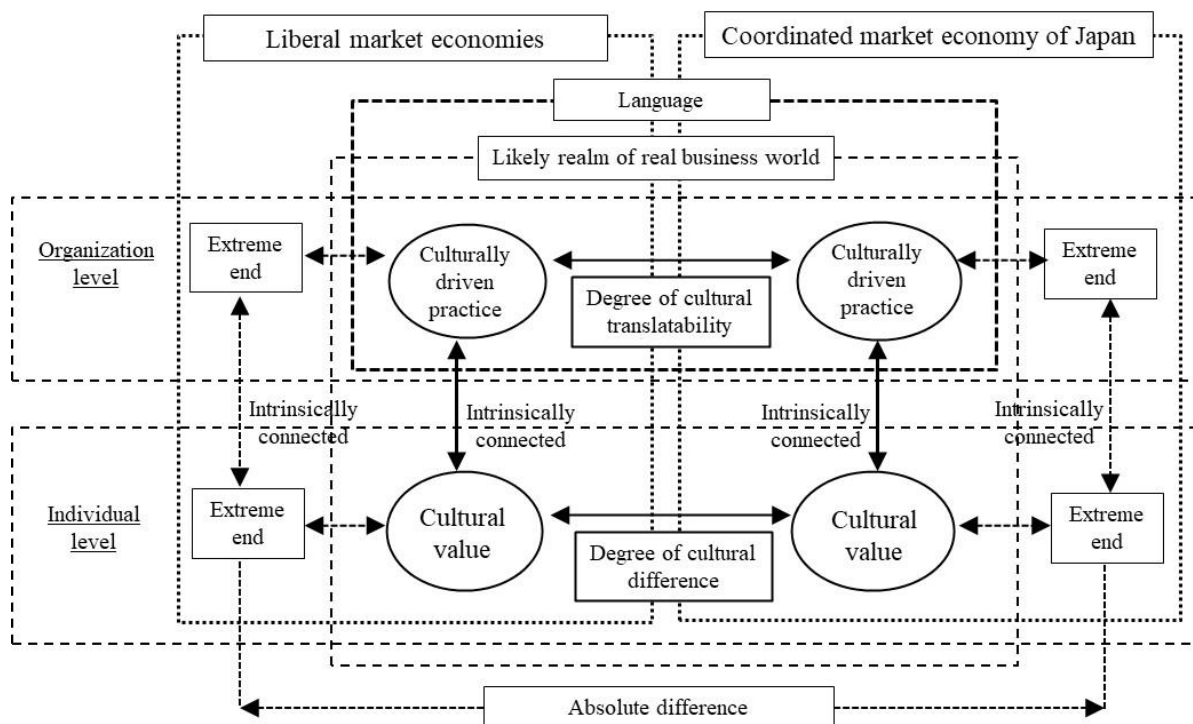 Liberal market economies
Coordinated market economy of Japan
Language
Likely realm of real business world
Organization
level
Extreme
end
Culturally
driven
practice
Degree of cultural
translatability
Culturally
driven
practice
Extreme
end
Intrinsically
connected
Intrinsically
connected
Intrinsically
connected
Intrinsically
connected
Individual
level
Extreme
end
Cultural
value
Degree of cultural
difference
Cultural
value
Extreme
end
Absolute difference